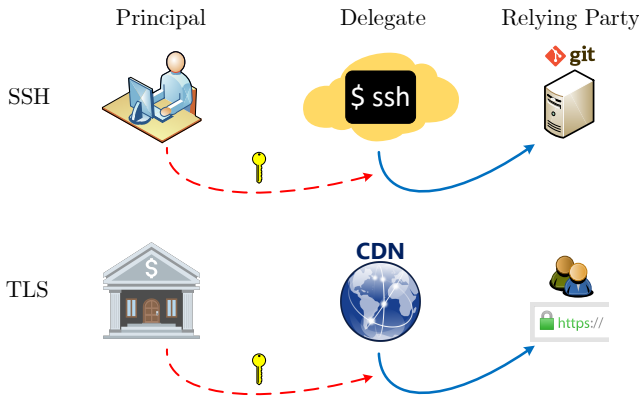 Principal Delegate Relying Party
git
SSH
$ ssh
CDN
$
TLS
https://